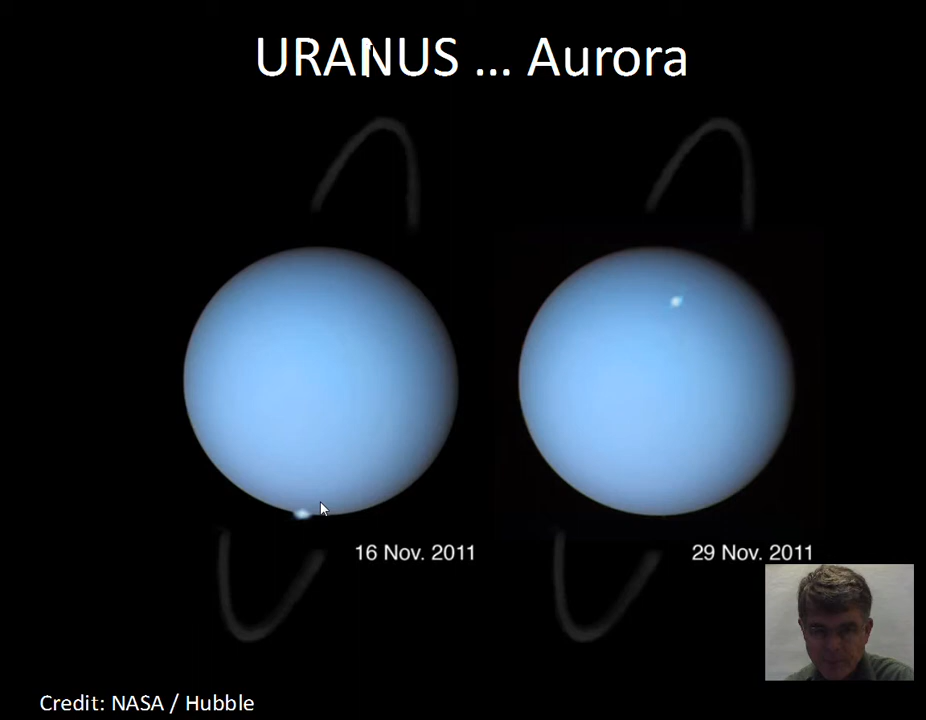 URANUS ... Aurora
16 Nov. 2011
29 Nov. 2011
Credit: NASA / Hubble